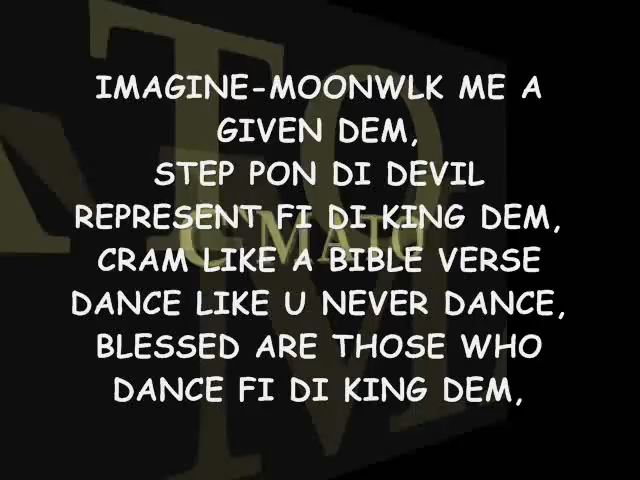 IMAGINE-MOONWLK ME A
GIVEN DEM,
STEP PON DI DEVIL
REPRESENT FI DI KING DEM,
CRAM LIKE A BIBLE VERSE
DANCE LIKE U NEVER DANCE,
BLESSED ARE THOSE WHO
DANCE FI DI KING DEM,